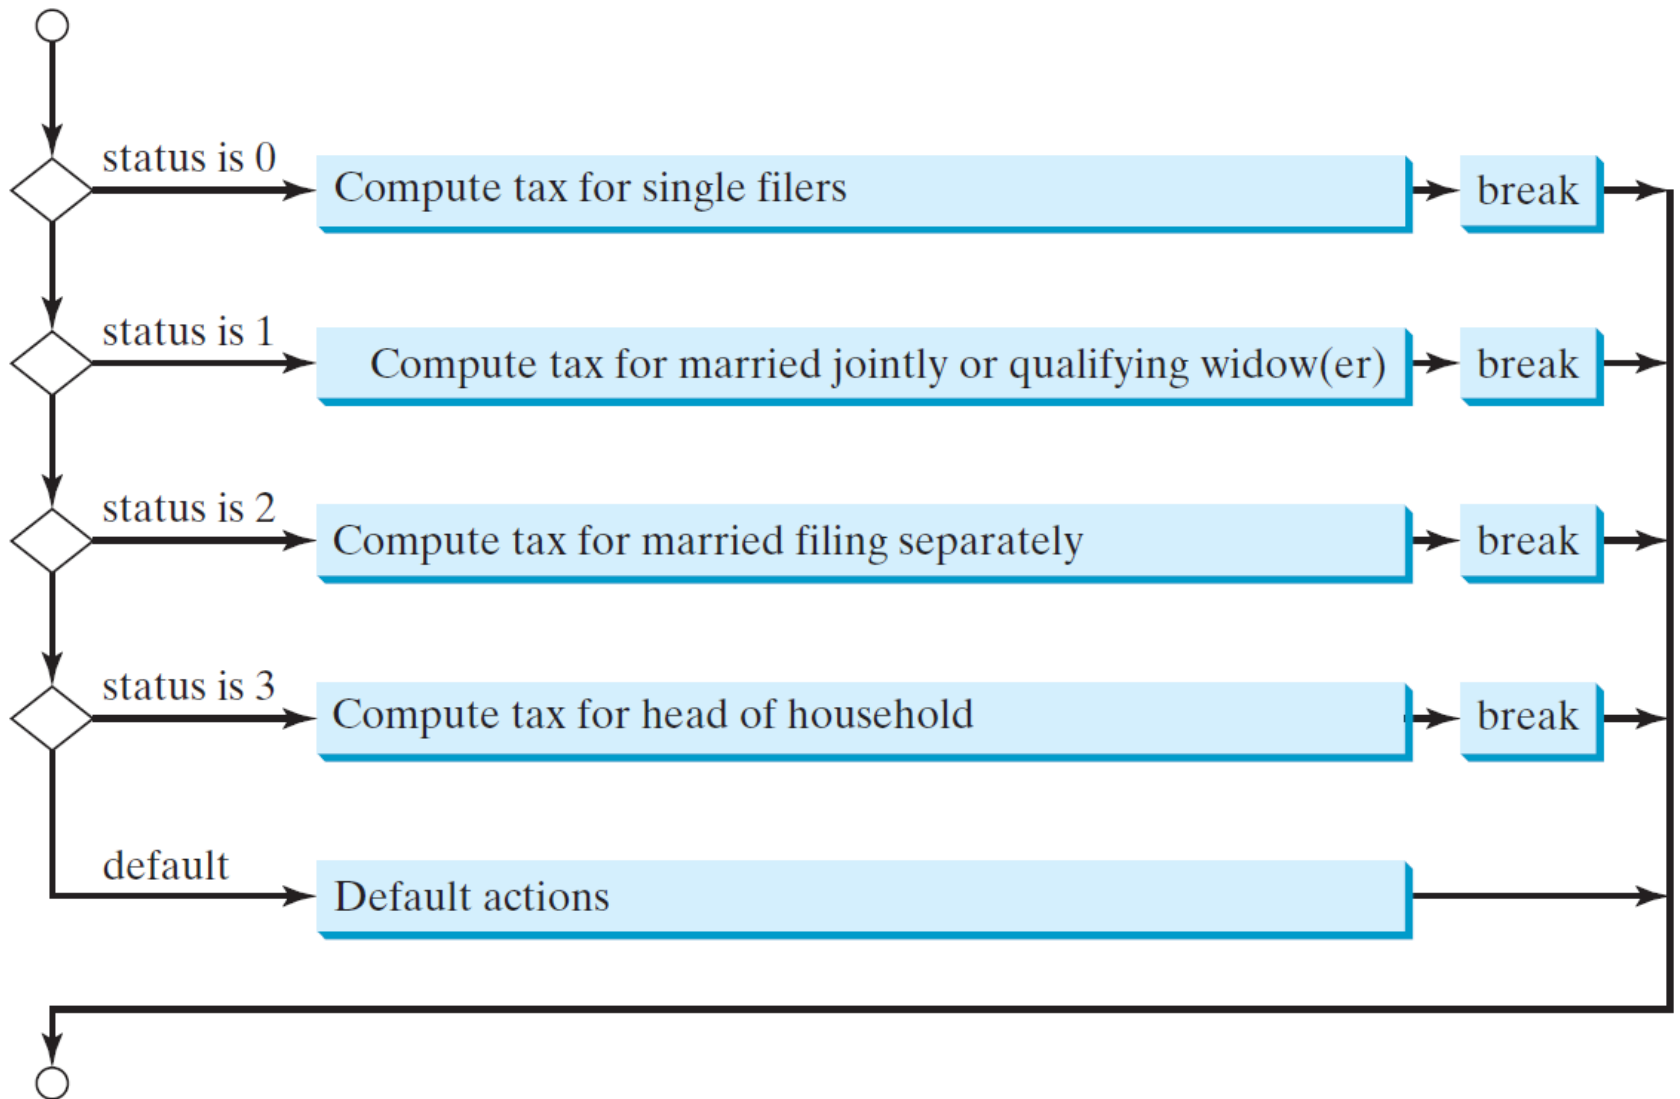 status is 0
Compute tax for single filers
break
status is 1
Compute tax for married jointly or qualifying widow(er)
break
status is 2
Compute tax for married filing separately
break
status is 3
Compute tax for head of household
break
default
Default actions